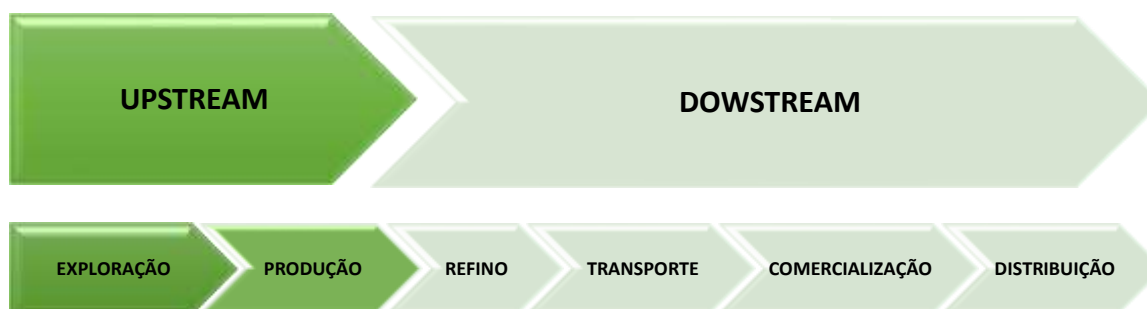 UPSTREAM DOWSTREAM
EXPLORAÇÃO PRODUÇÃO REFINO TRANSPORTE COMERCIALIZAÇÃO DISTRIBUIÇÃO